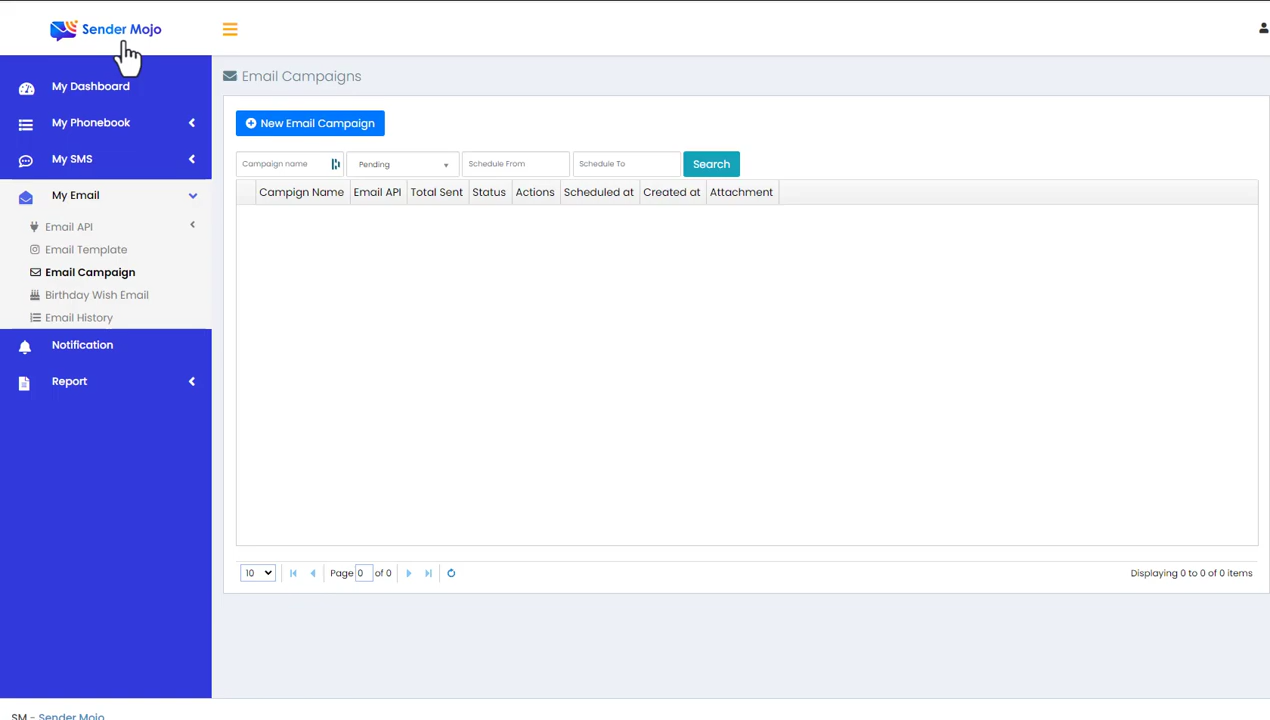 Sender Mojo
My Dashboard
My Phonebook
My SMS
My Email
Email API
Email Template
Email Campaign
Birthday Wish Email
Email History
Notification
Report
Email Campaigns
New Email Campaign
Campaign name Pending Schedule From Schedule To Search
Campign Name Email API Total Sent Status Actions Scheduled at Created at Attachment
10 Page 0 of 0 Displaying 0 to 0 of 0 items
SM - Sender Mojo